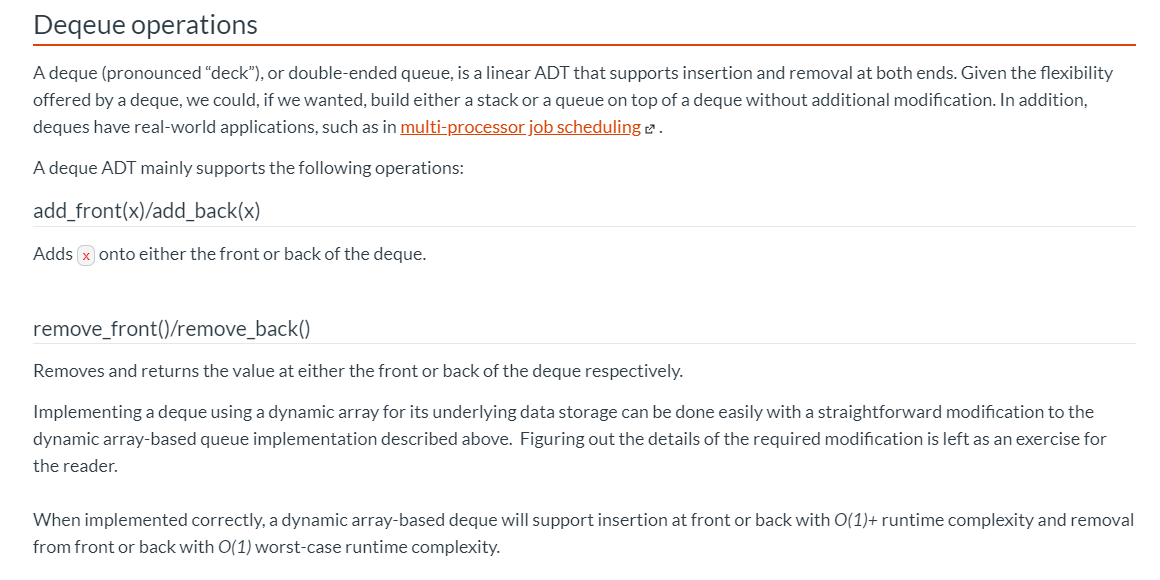 Deqeue operations
A deque (pronounced “deck”), or double-ended queue, is a linear ADT that supports insertion and removal at both ends. Given the flexibility
offered by a deque, we could, if we wanted, build either a stack or a queue on top of a deque without additional modification. In addition,
deques have real-world applications, such as in multi-processor job scheduling .
A deque ADT mainly supports the following operations:
add_front(x)/add_back(x)
Adds x onto either the front or back of the deque.
remove_front()/remove_back()
Removes and returns the value at either the front or back of the deque respectively.
Implementing a deque using a dynamic array for its underlying data storage can be done easily with a straightforward modification to the
dynamic array-based queue implementation described above. Figuring out the details of the required modification is left as an exercise for
the reader.
When implemented correctly, a dynamic array-based deque will support insertion at front or back with O(1)+ runtime complexity and removal
from front or back with O(1) worst-case runtime complexity.